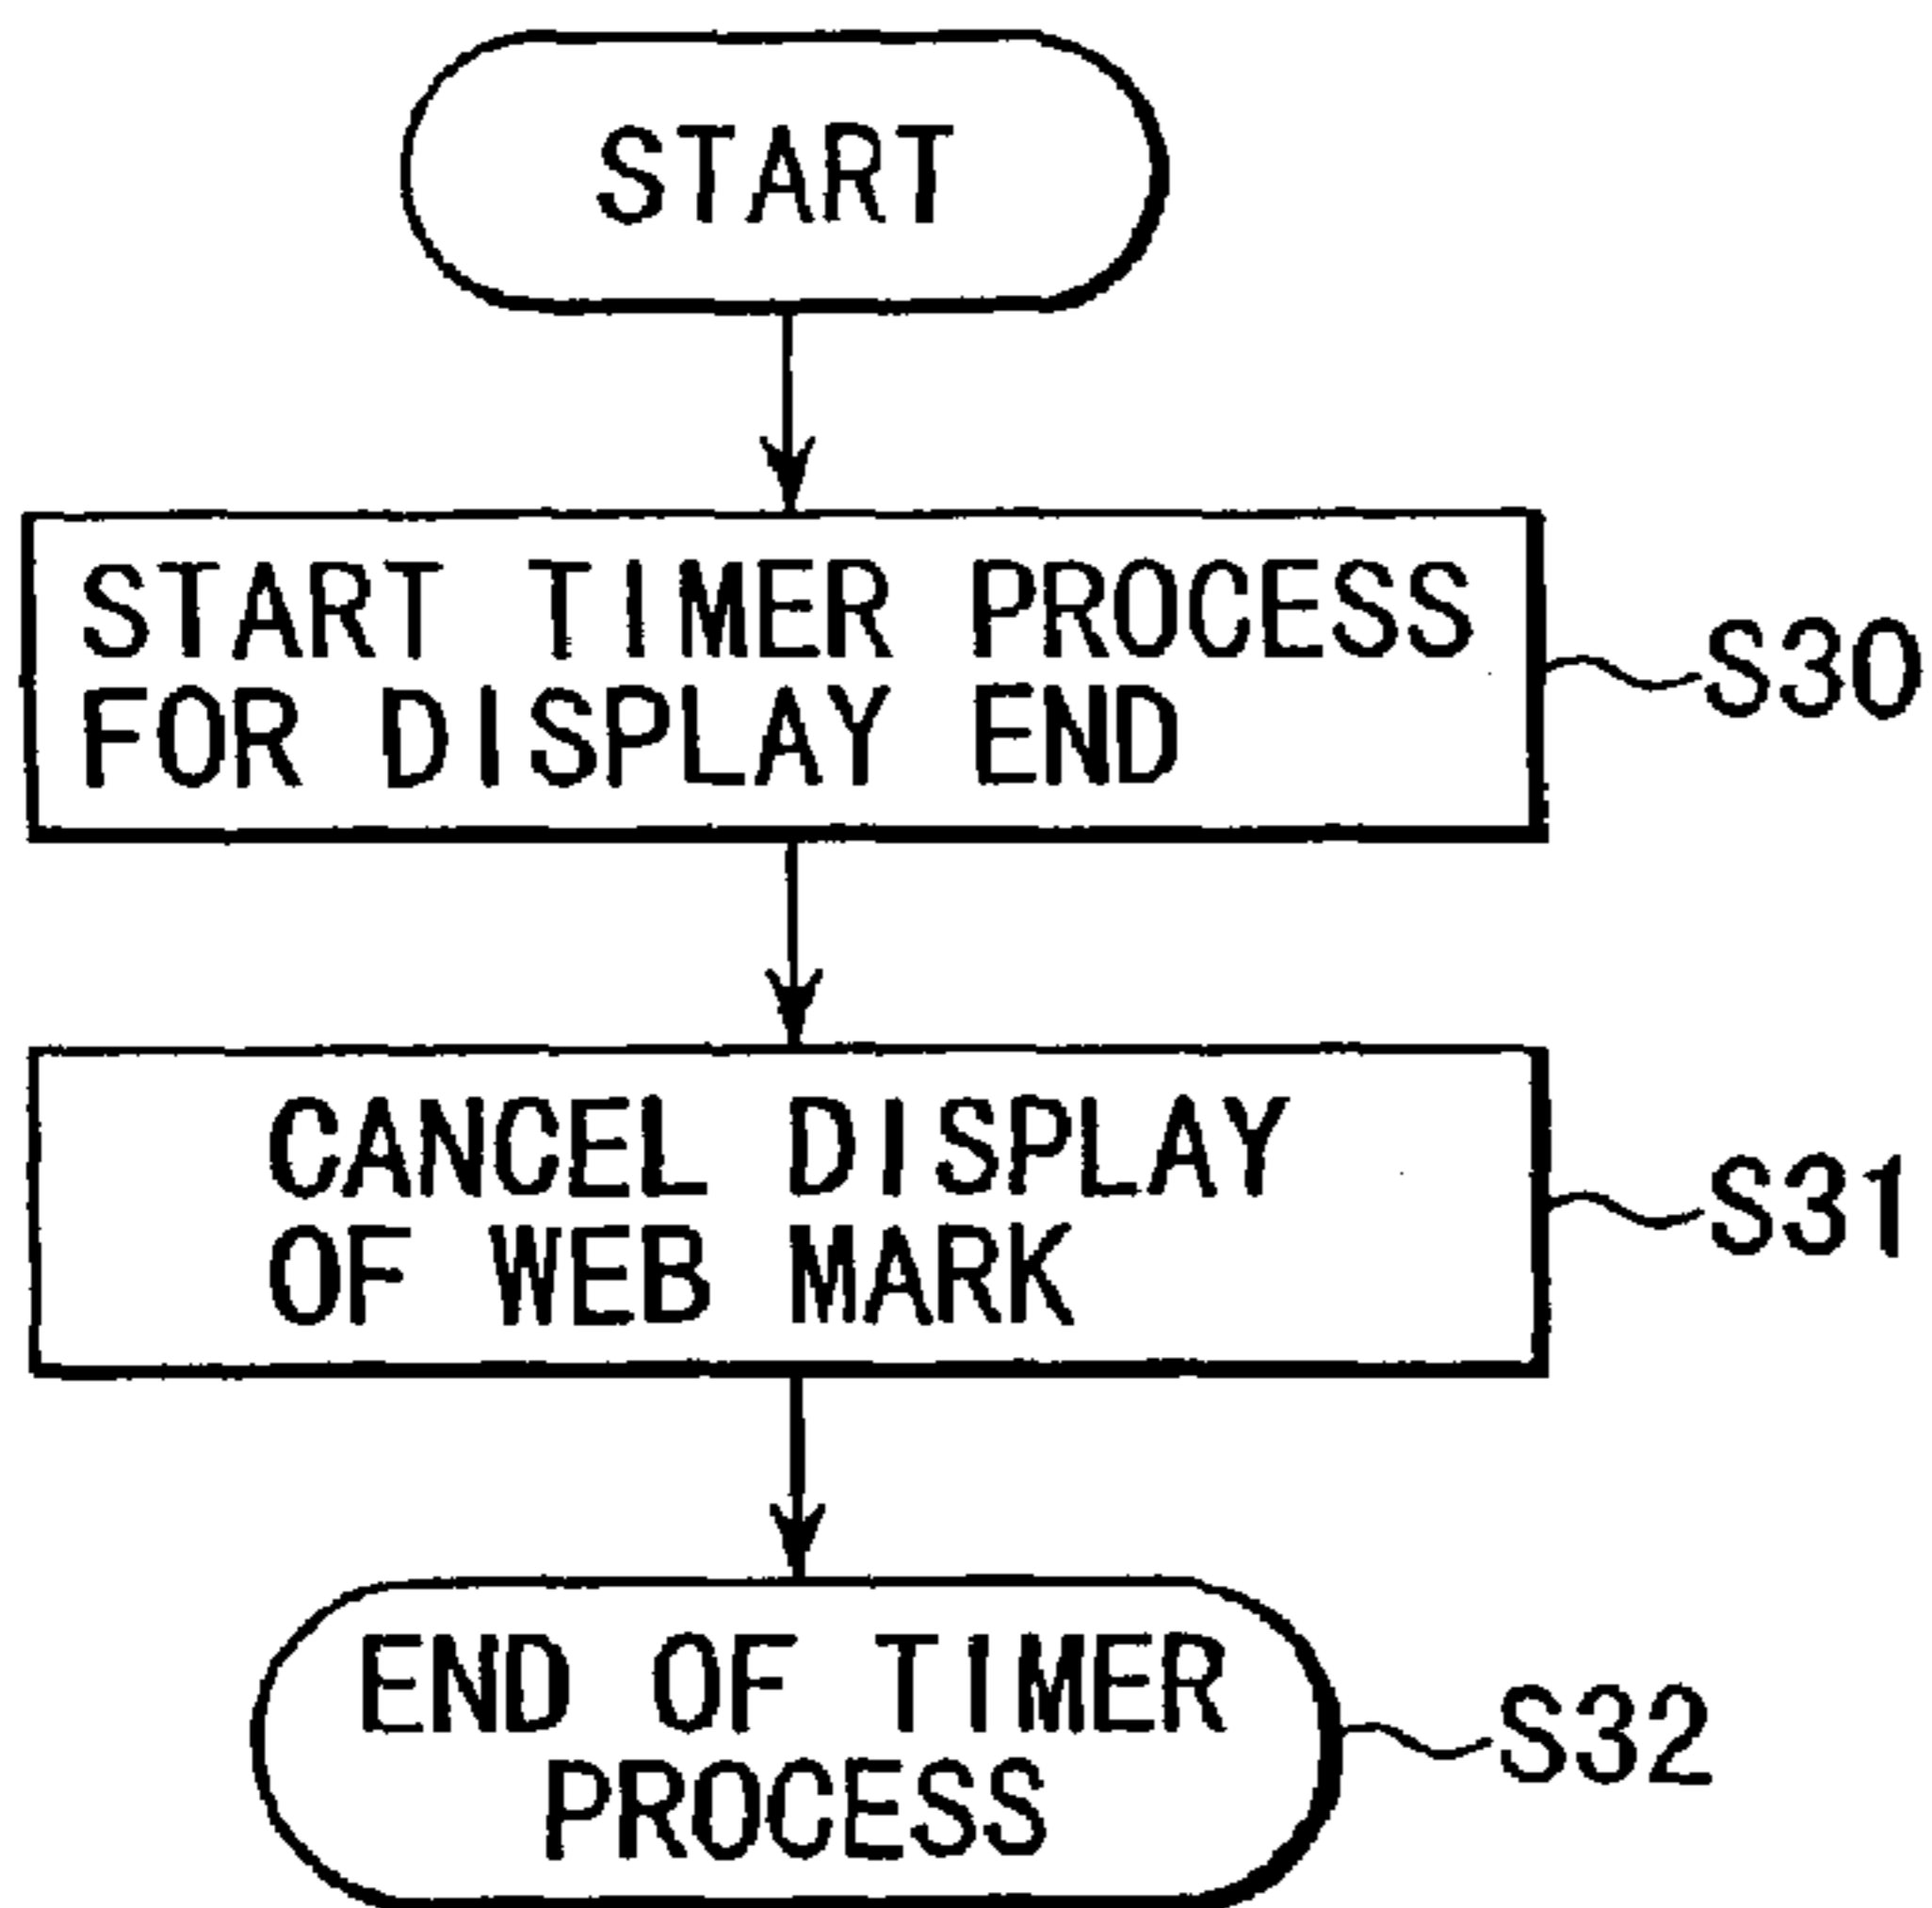 START
START TIMER PROCESS
FOR DISPLAY END
S30
CANCEL DISPLAY
OF WEB MARK
S31
END OF TIMER
PROCESS
S32